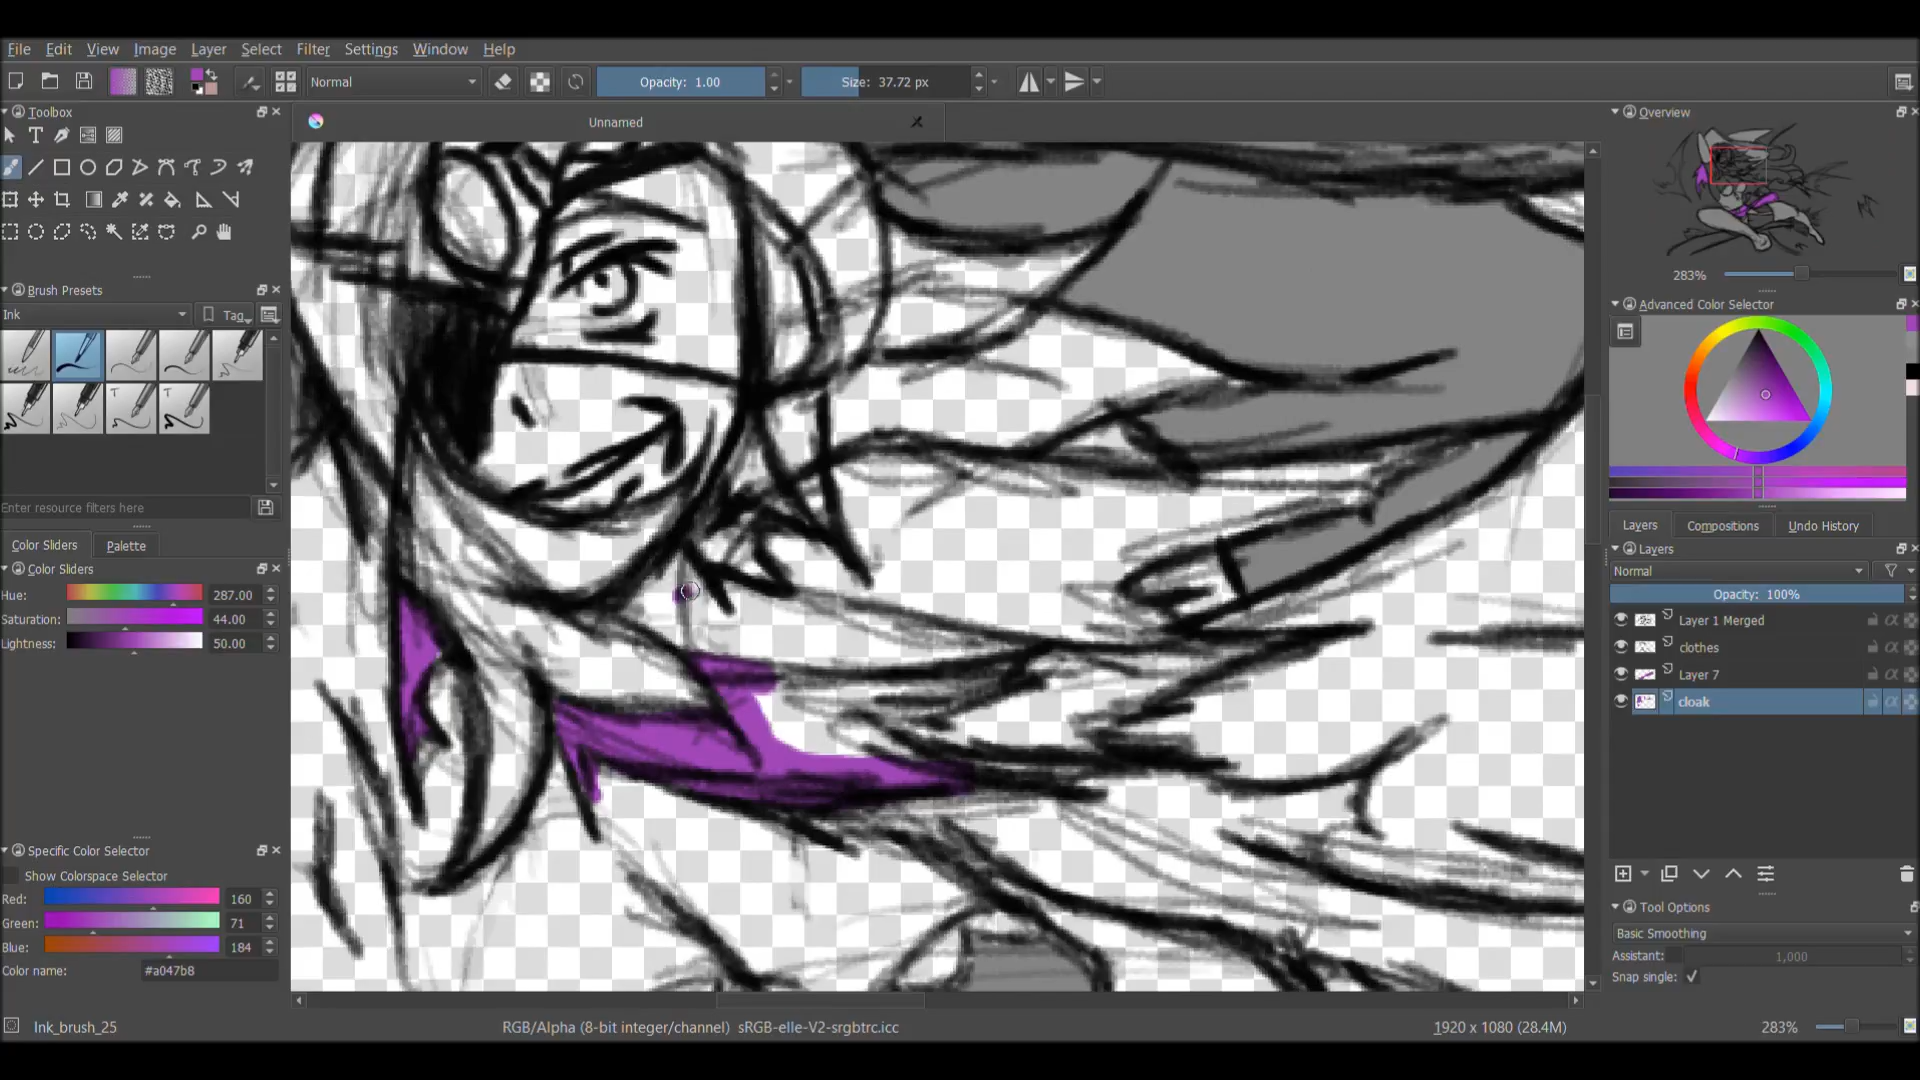 File Edit View Image Layer Select Filter Settings Window Help
Normal Opacity: 1.00 Size: 37.72 px
Toolbox
Unnamed
Overview
283%
Brush Presets
Ink Tag
Advanced Color Selector
Enter resource filters here
Color Sliders Palette
Color Sliders
Hue: 287.00
Saturation: 44.00
Lightness: 50.00
Layers Compositions Undo History
Layers
Normal
Opacity: 100%
Layer 1 Merged
clothes
Layer 7
cloak
Specific Color Selector
Show Colorspace Selector
Red: 160
Green: 71
Blue: 184
Color name: #a047b8
Tool Options
Basic Smoothing
Assistant: 1,000
Snap single:
Ink_brush_25
RGB/Alpha (8-bit integer/channel) sRGB-elle-V2-srgbtrc.icc
1920 x 1080 (28.4M)
283%